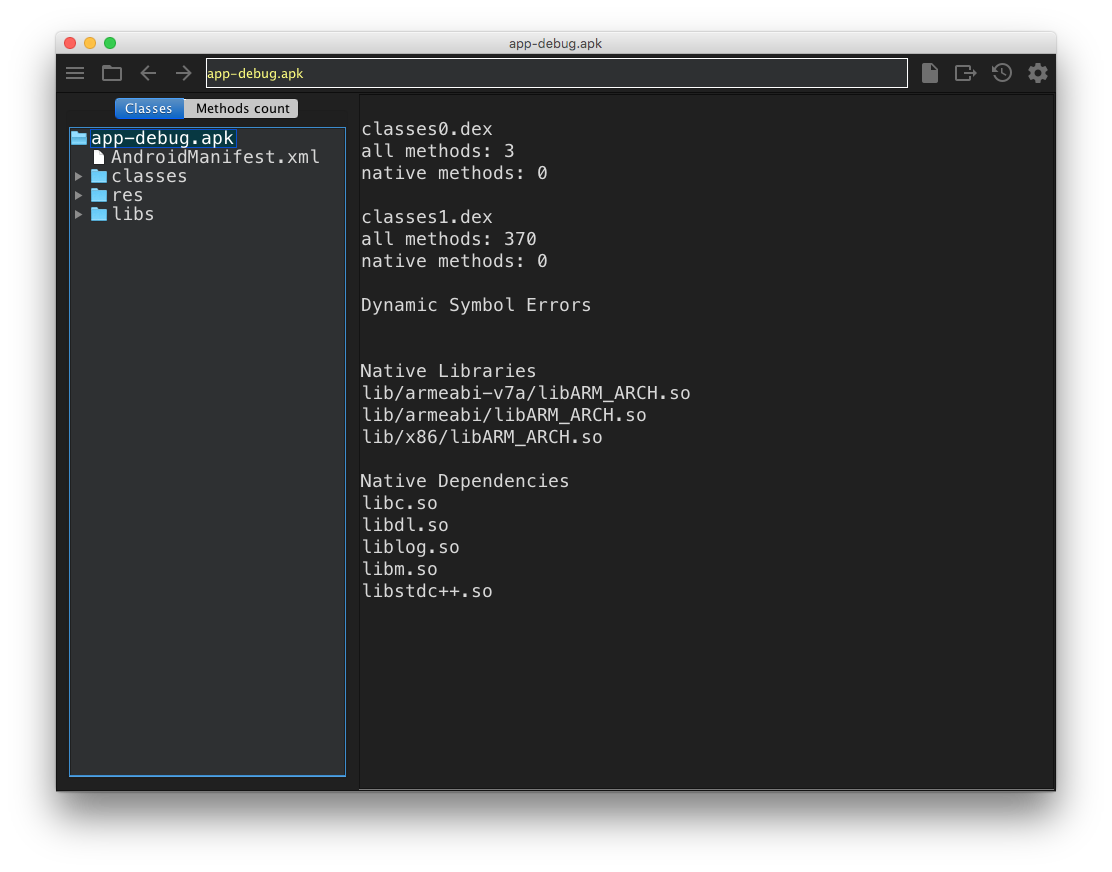 app-debug.apk
app-debug.apk
Classes Methods count
app-debug.apk
AndroidManifest.xml
classes
res
libs
classes0.dex
all methods: 3
native methods: 0
classes1.dex
all methods: 370
native methods: 0
Dynamic Symbol Errors
Native Libraries
lib/armeabi-v7a/libARM_ARCH.so
lib/armeabi/libARM_ARCH.so
lib/x86/libARM_ARCH.so
Native Dependencies
libc.so
libdl.so
liblog.so
libm.so
libstdc++.so